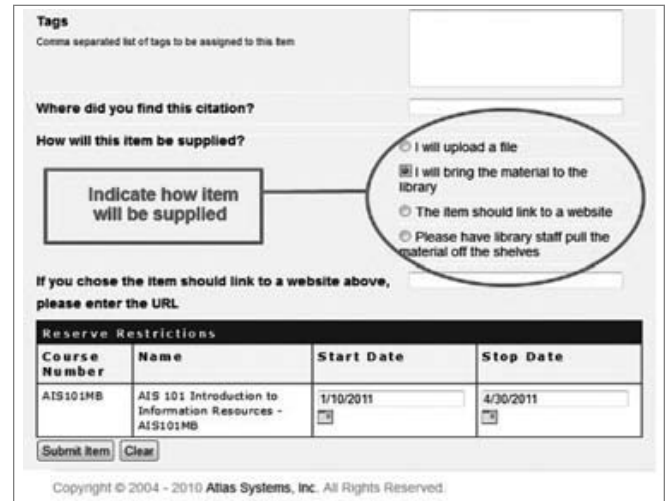 Tags
Comma separated list of tags to be assigned to this item
Where did you find this citation?
How will this item be supplied?
I will upload a file
I will bring the material to the
library
The item should link to a website
Please have library staff pull the
material off the shelves
Indicate how item
will be supplied
If you chose the item should link to a website above,
please enter the URL
Reserve Restrictions
Course
Number
Name
Start Date
Stop Date
AIS101MB
AIS 101 Introduction to
Information Resources -
AIS101MB
1/10/2011
4/30/2011
Submit Item
Clear
Copyright © 2004 - 2010 Atlas Systems, Inc. All Rights Reserved.